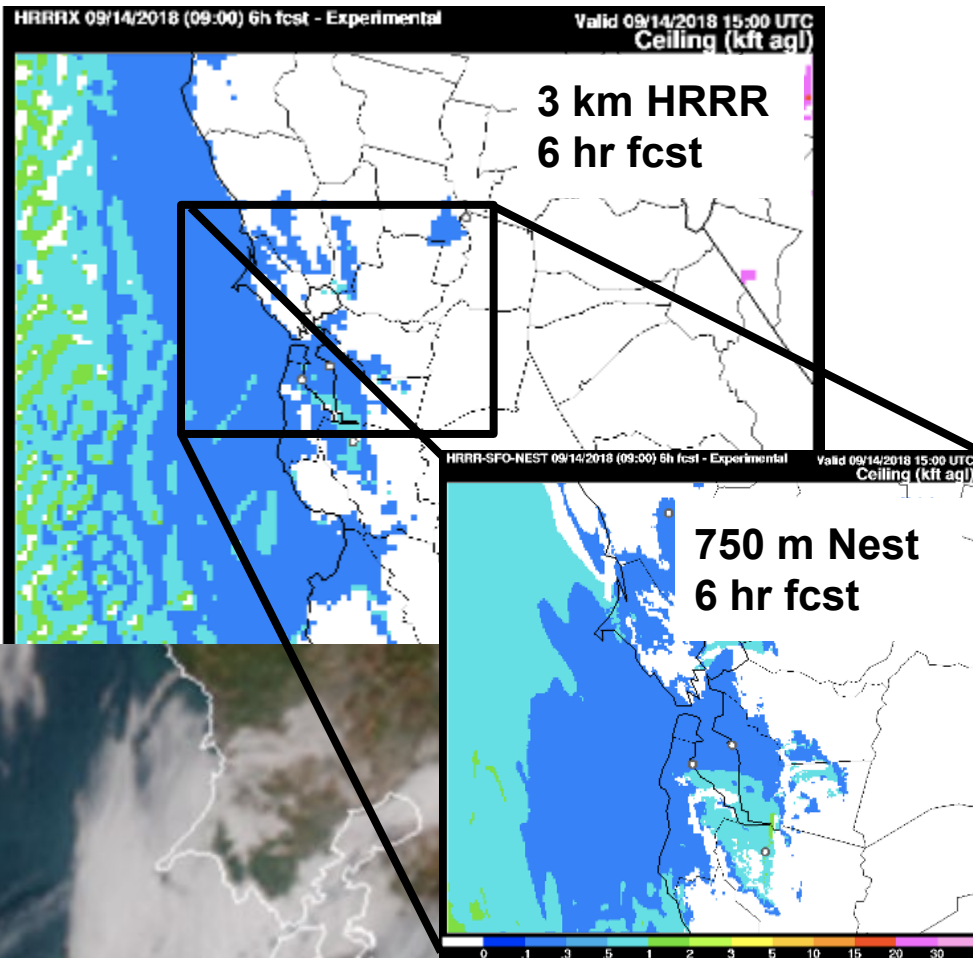 HRRRX 09/14/2018 (09:00) 6h fcst - Experimental
Valid 09/14/2018 15:00 UTC
Ceiling (kft agl)
3 km HRRR
6 hr fcst
HRRR-SFO-NEST 09/14/2018 (09:00) 6h fcst - Experimental
Valid 09/14/2018 15:00 UTC
Ceiling (kft agl)
750 m Nest
6 hr fcst
0 .1 .3 .5 1 2 3 5 10 15 20 30